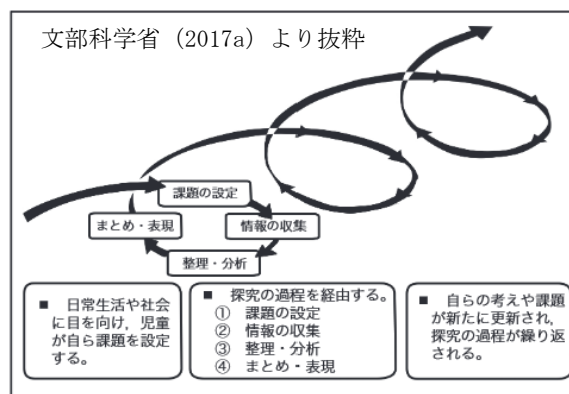 文部科学省（2017a）より抜粋
課題の設定
まとめ・表現
情報の収集
整理・分析
■ 日常生活や社会
に目を向け，児童
が自ら課題を設定
する。
■ 探究の過程を経由する。
① 課題の設定
② 情報の収集
③ 整理・分析
④ まとめ・表現
■ 自らの考えや課題
が新たに更新され，
探究の過程が繰り返
される。